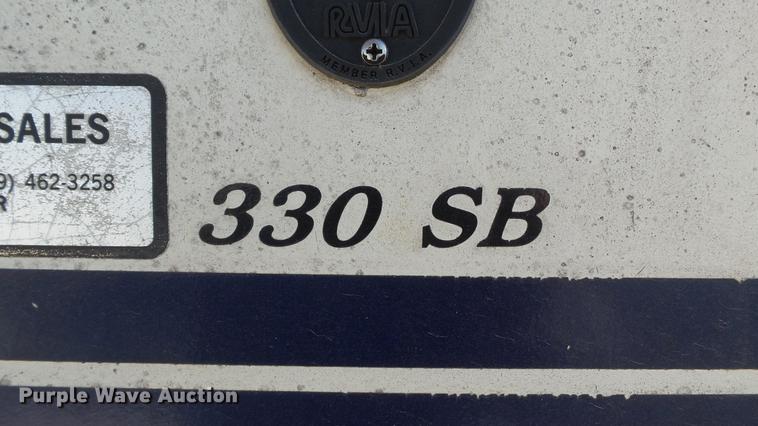 RVIA
MEMBER R.V.I.A.
SALES
9) 462-3258
R
330 SB
Purple Wave Auction